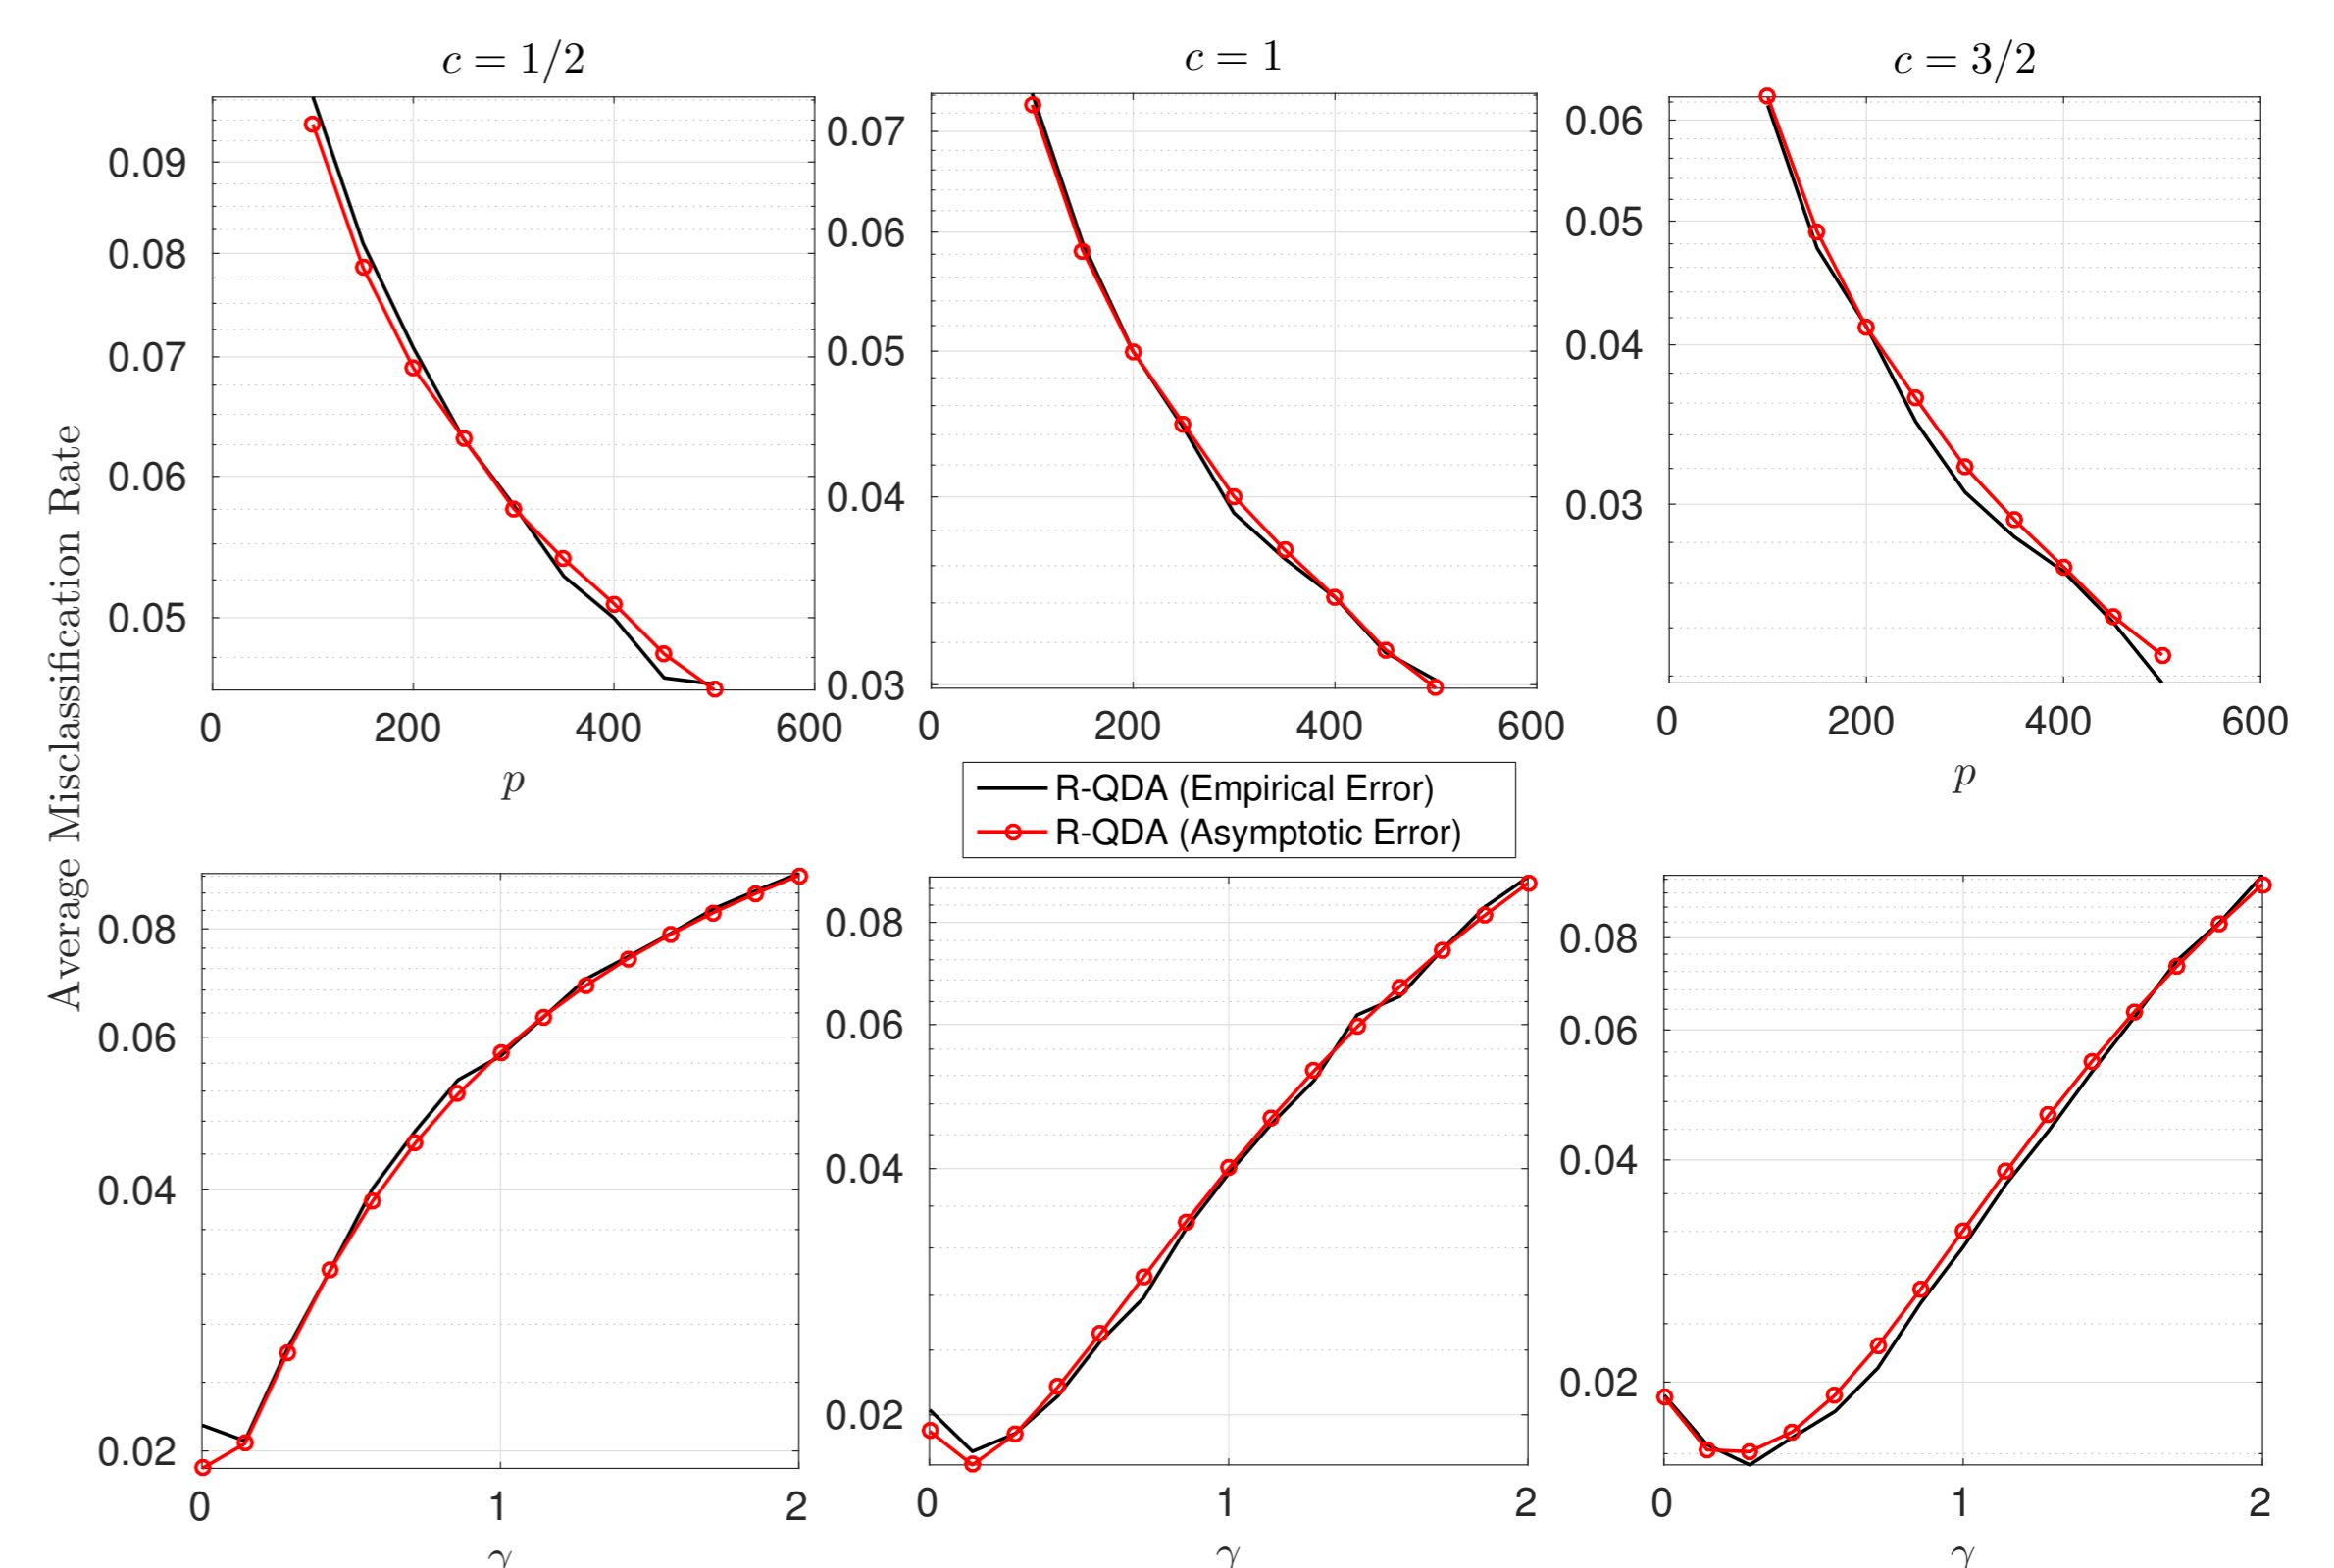 c = 1/2
c = 1
c = 3/2
Average Misclassification Rate
0.09
0.08
0.07
0.06
0.05
0 200 400 600
p
0.07
0.06
0.05
0.04
0.03
0 200 400 600
0.06
0.05
0.04
0.03
0 200 400 600
p
R-QDA (Empirical Error)
R-QDA (Asymptotic Error)
0.08
0.06
0.04
0.02
0 1 2
γ
0.08
0.06
0.04
0.02
0 1 2
γ
0.08
0.06
0.04
0.02
0 1 2
γ